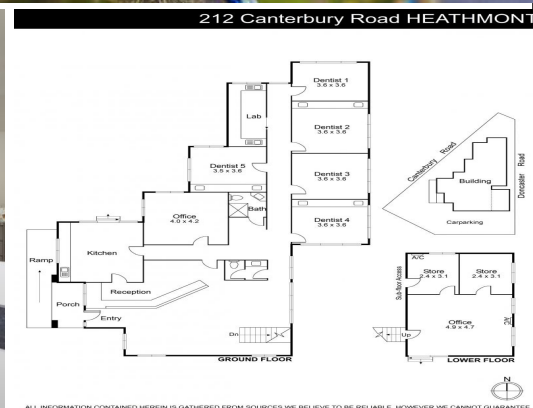 212 Canterbury Road HEATHMONT
Dentist 1
3.6 x 3.6
Lab
Dentist 2
3.6 x 3.6
Dentist 5
3.5 x 3.6
Dentist 3
3.6 x 3.8
Bath
Dentist 4
3.6 x 3.6
Office
4.0 x 4.2
Kitchen
Ramp
Reception
Porch
Entry
Dn
GROUND FLOOR
Canterbury Road
Doncaster Road
Building
Carparking
A/C
Store
2.4 x 3.1
Store
2.4 x 3.1
Sub-floor Access
Office
4.9 x 4.7
A/C
Up
LOWER FLOOR
N
ALL INFORMATION CONTAINED HEREIN IS GATHERED FROM SOURCES WE BELIEVE TO BE RELIABLE. HOWEVER WE CANNOT GUARANTEE